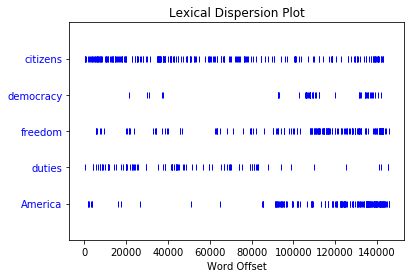 Lexical Dispersion Plot
citizens
democracy
freedom
duties
America
0 20000 40000 60000 80000 100000 120000 140000
Word Offset